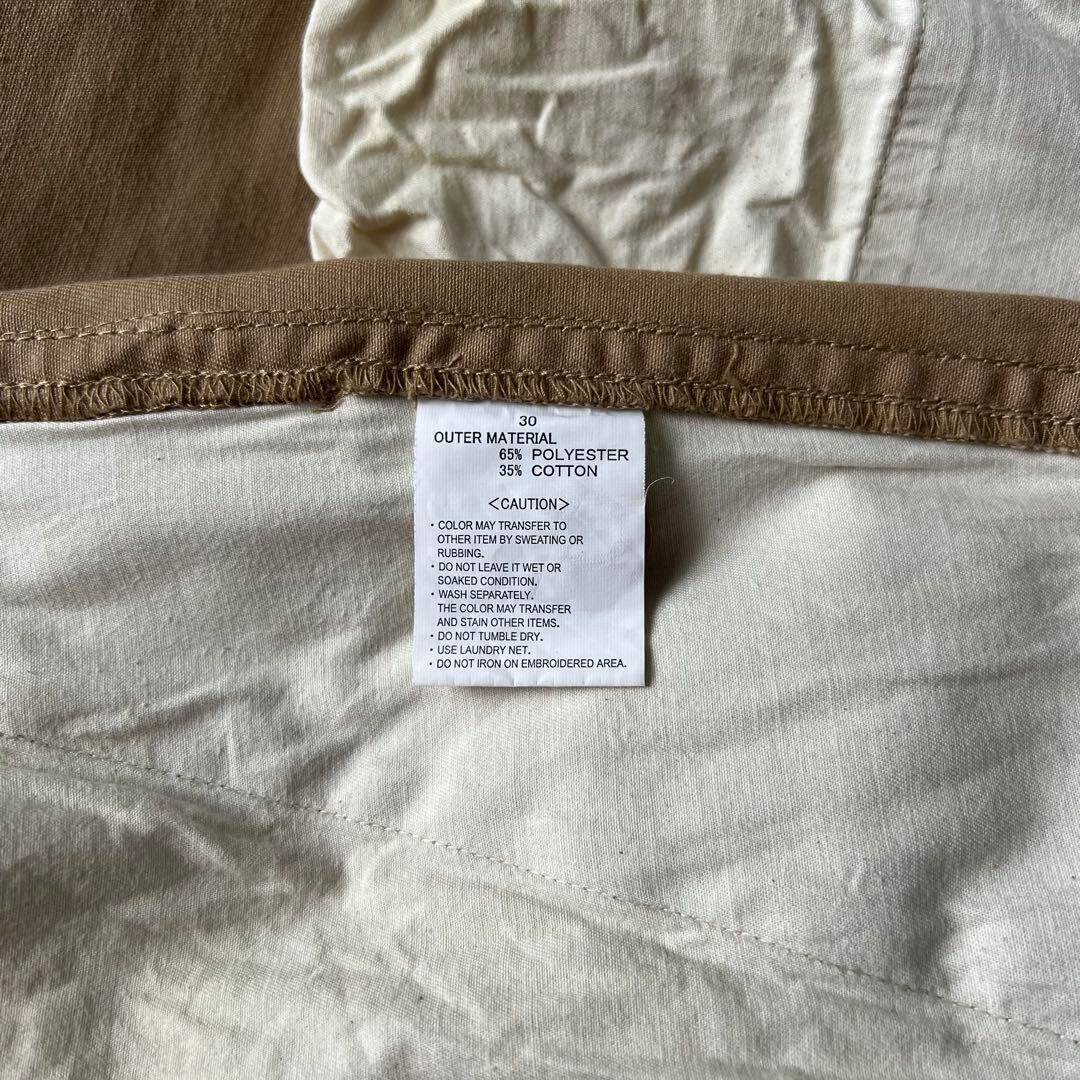 30
OUTER MATERIAL
65% POLYESTER
35% COTTON
<CAUTION>
・COLOR MAY TRANSFER TO
OTHER ITEM BY SWEATING OR
RUBBING.
・DO NOT LEAVE IT WET OR
SOAKED CONDITION.
・WASH SEPARATELY.
THE COLOR MAY TRANSFER
AND STAIN OTHER ITEMS.
・DO NOT TUMBLE DRY.
・USE LAUNDRY NET.
・DO NOT IRON ON EMBROIDERED AREA.